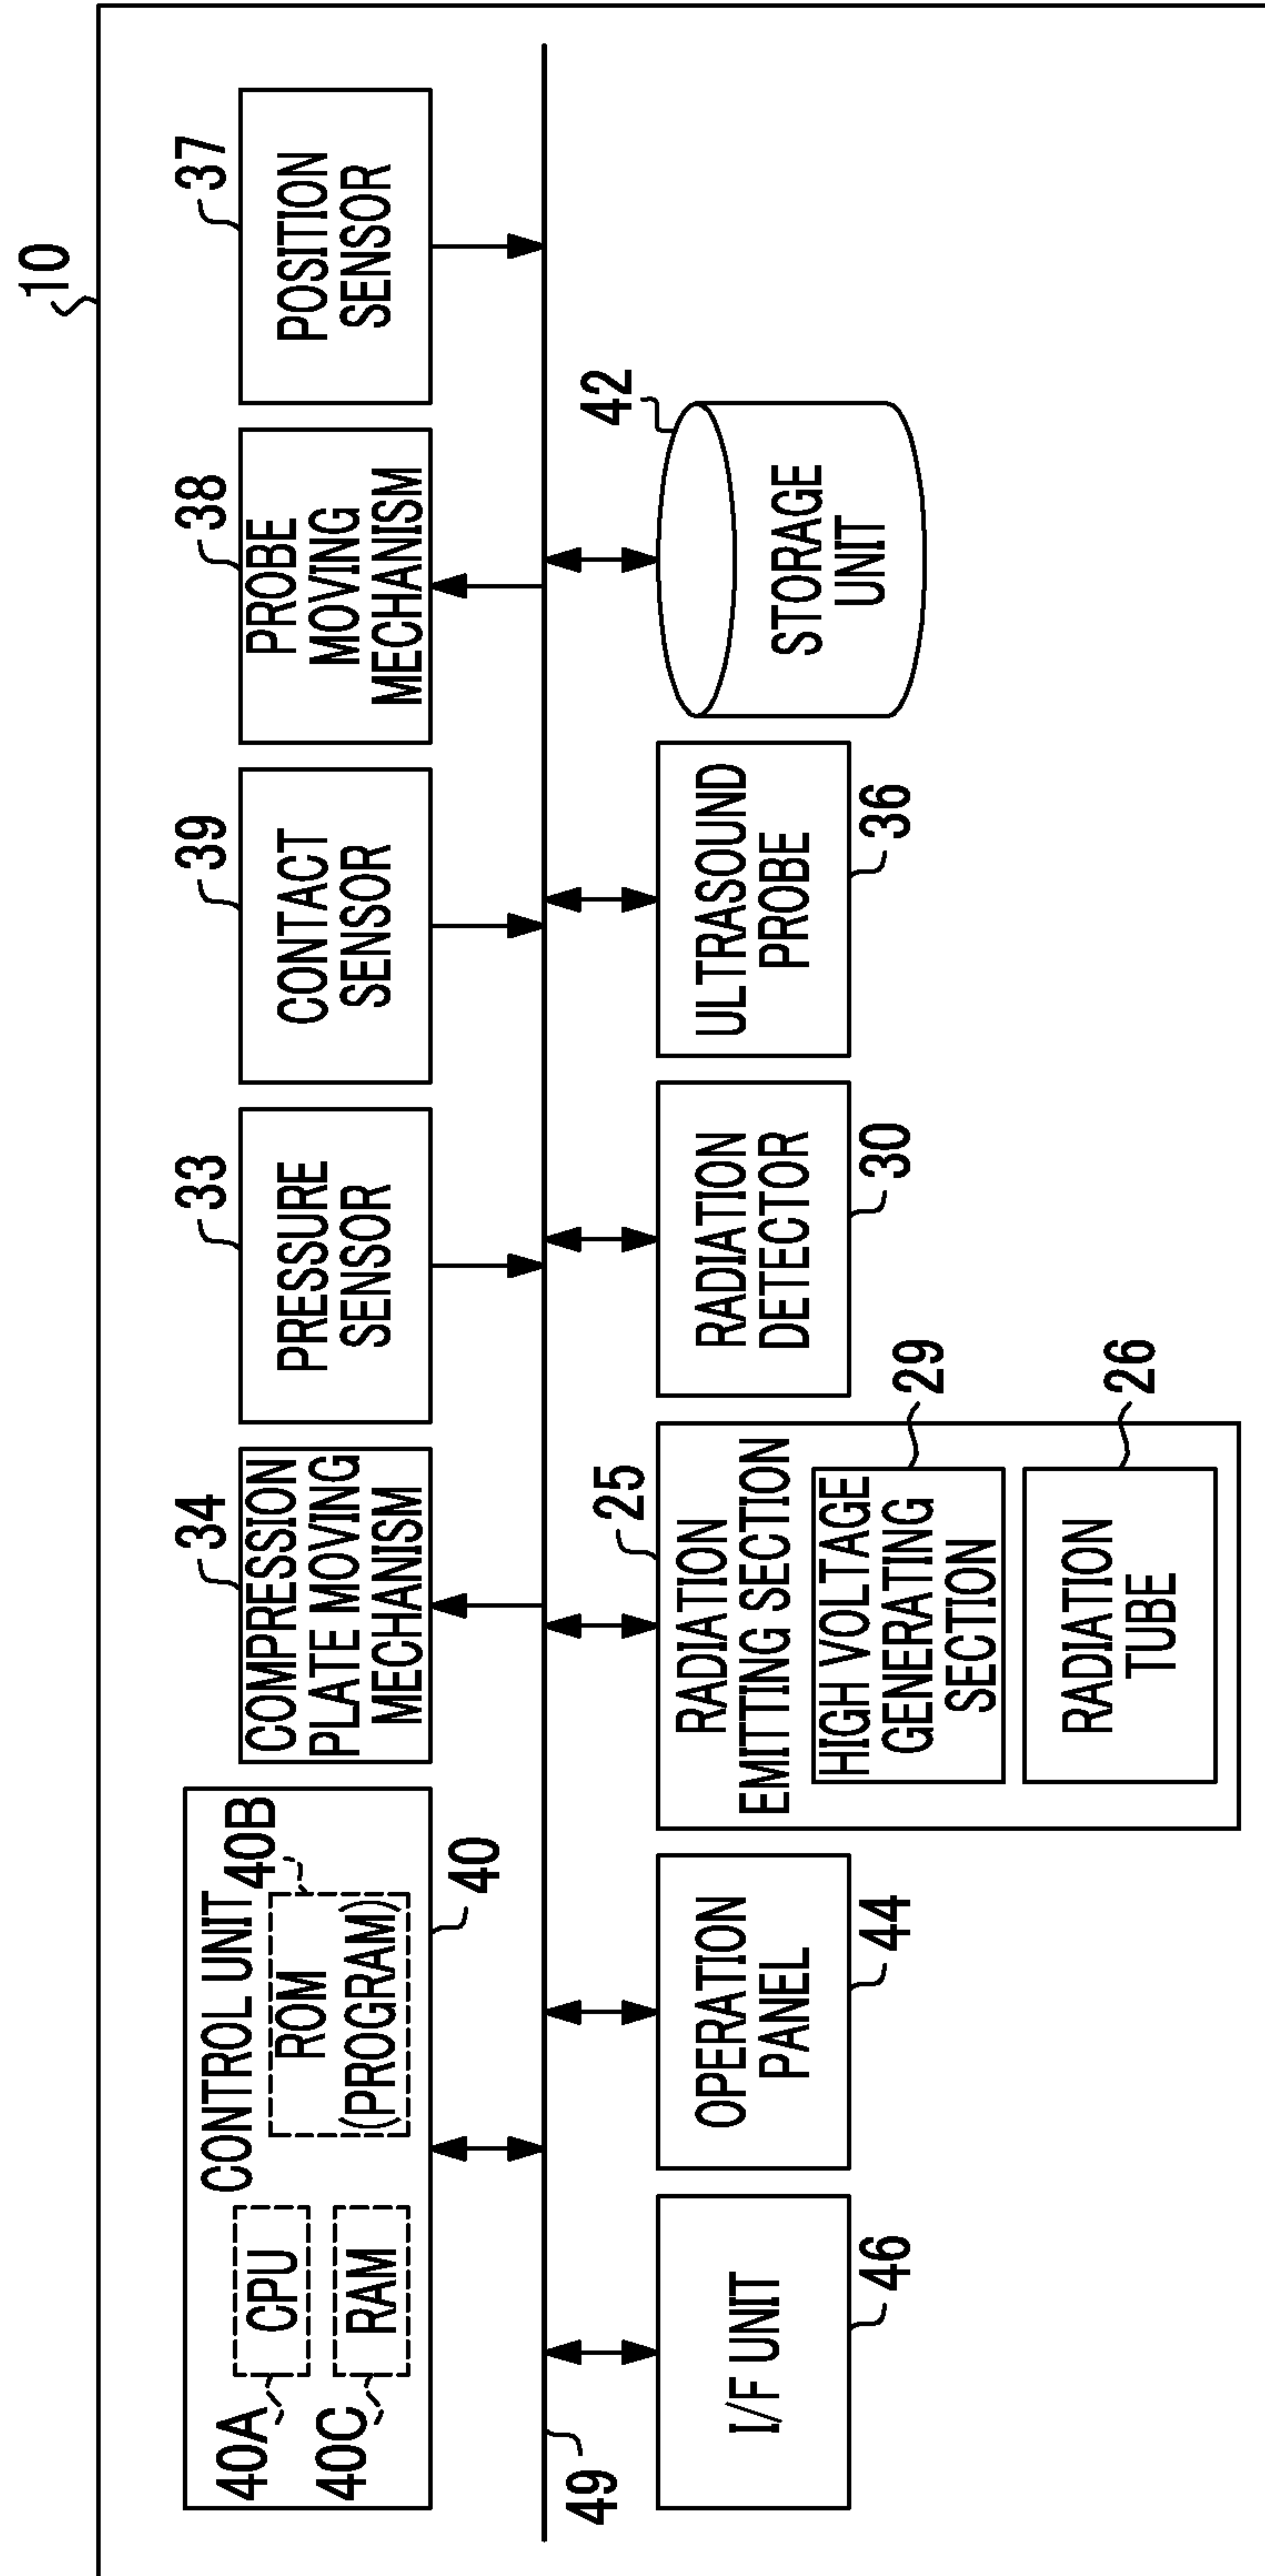 10
CONTROL UNIT
40A
CPU
40B
ROM
(PROGRAM)
40C
RAM
40
34
COMPRESSION
PLATE MOVING
MECHANISM
33
PRESSURE
SENSOR
39
CONTACT
SENSOR
38
PROBE
MOVING
MECHANISM
37
POSITION
SENSOR
49
I/F UNIT
46
OPERATION
PANEL
44
25
RADIATION
EMITTING SECTION
29
HIGH VOLTAGE
GENERATING
SECTION
26
RADIATION
TUBE
RADIATION
DETECTOR
30
ULTRASOUND
PROBE
36
42
STORAGE
UNIT